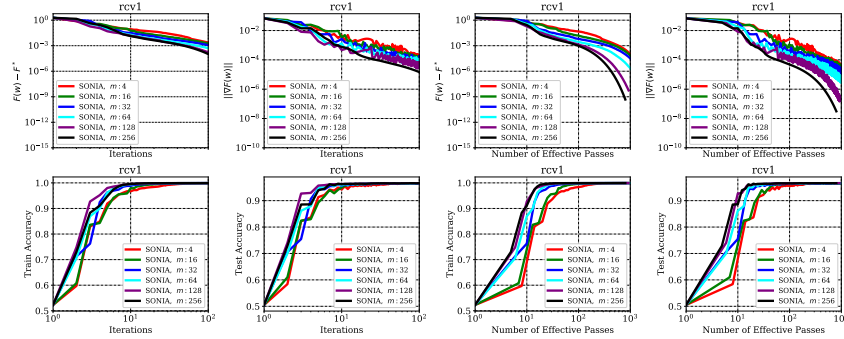 rcv1
10^0
10^-3
10^-6
10^-9
10^-12
10^-15
F(w) − F*
SONIA, m:4
SONIA, m:16
SONIA, m:32
SONIA, m:64
SONIA, m:128
SONIA, m:256
10^0
10^1
10^2
Iterations
rcv1
10^-2
10^-4
10^-6
10^-8
10^-10
||∇F(w)||
SONIA, m:4
SONIA, m:16
SONIA, m:32
SONIA, m:64
SONIA, m:128
SONIA, m:256
10^0
10^1
10^2
Iterations
rcv1
10^0
10^-3
10^-6
10^-9
10^-12
10^-15
F(w) − F*
SONIA, m:4
SONIA, m:16
SONIA, m:32
SONIA, m:64
SONIA, m:128
SONIA, m:256
10^0
10^1
10^2
10^3
Number of Effective Passes
rcv1
10^-2
10^-4
10^-6
10^-8
10^-10
||∇F(w)||
SONIA, m:4
SONIA, m:16
SONIA, m:32
SONIA, m:64
SONIA, m:128
SONIA, m:256
10^0
10^1
10^2
10^3
Number of Effective Passes
rcv1
1.0
0.9
0.8
0.7
0.6
0.5
Train Accuracy
SONIA, m:4
SONIA, m:16
SONIA, m:32
SONIA, m:64
SONIA, m:128
SONIA, m:256
10^0
10^1
10^2
Iterations
rcv1
0.9
0.8
0.7
0.6
0.5
Test Accuracy
SONIA, m:4
SONIA, m:16
SONIA, m:32
SONIA, m:64
SONIA, m:128
SONIA, m:256
10^0
10^1
10^2
Iterations
rcv1
1.0
0.9
0.8
0.7
0.6
0.5
Train Accuracy
SONIA, m:4
SONIA, m:16
SONIA, m:32
SONIA, m:64
SONIA, m:128
SONIA, m:256
10^0
10^1
10^2
10^3
Number of Effective Passes
rcv1
0.9
0.8
0.7
0.6
0.5
Test Accuracy
SONIA, m:4
SONIA, m:16
SONIA, m:32
SONIA, m:64
SONIA, m:128
SONIA, m:256
10^0
10^1
10^2
10^3
Number of Effective Passes